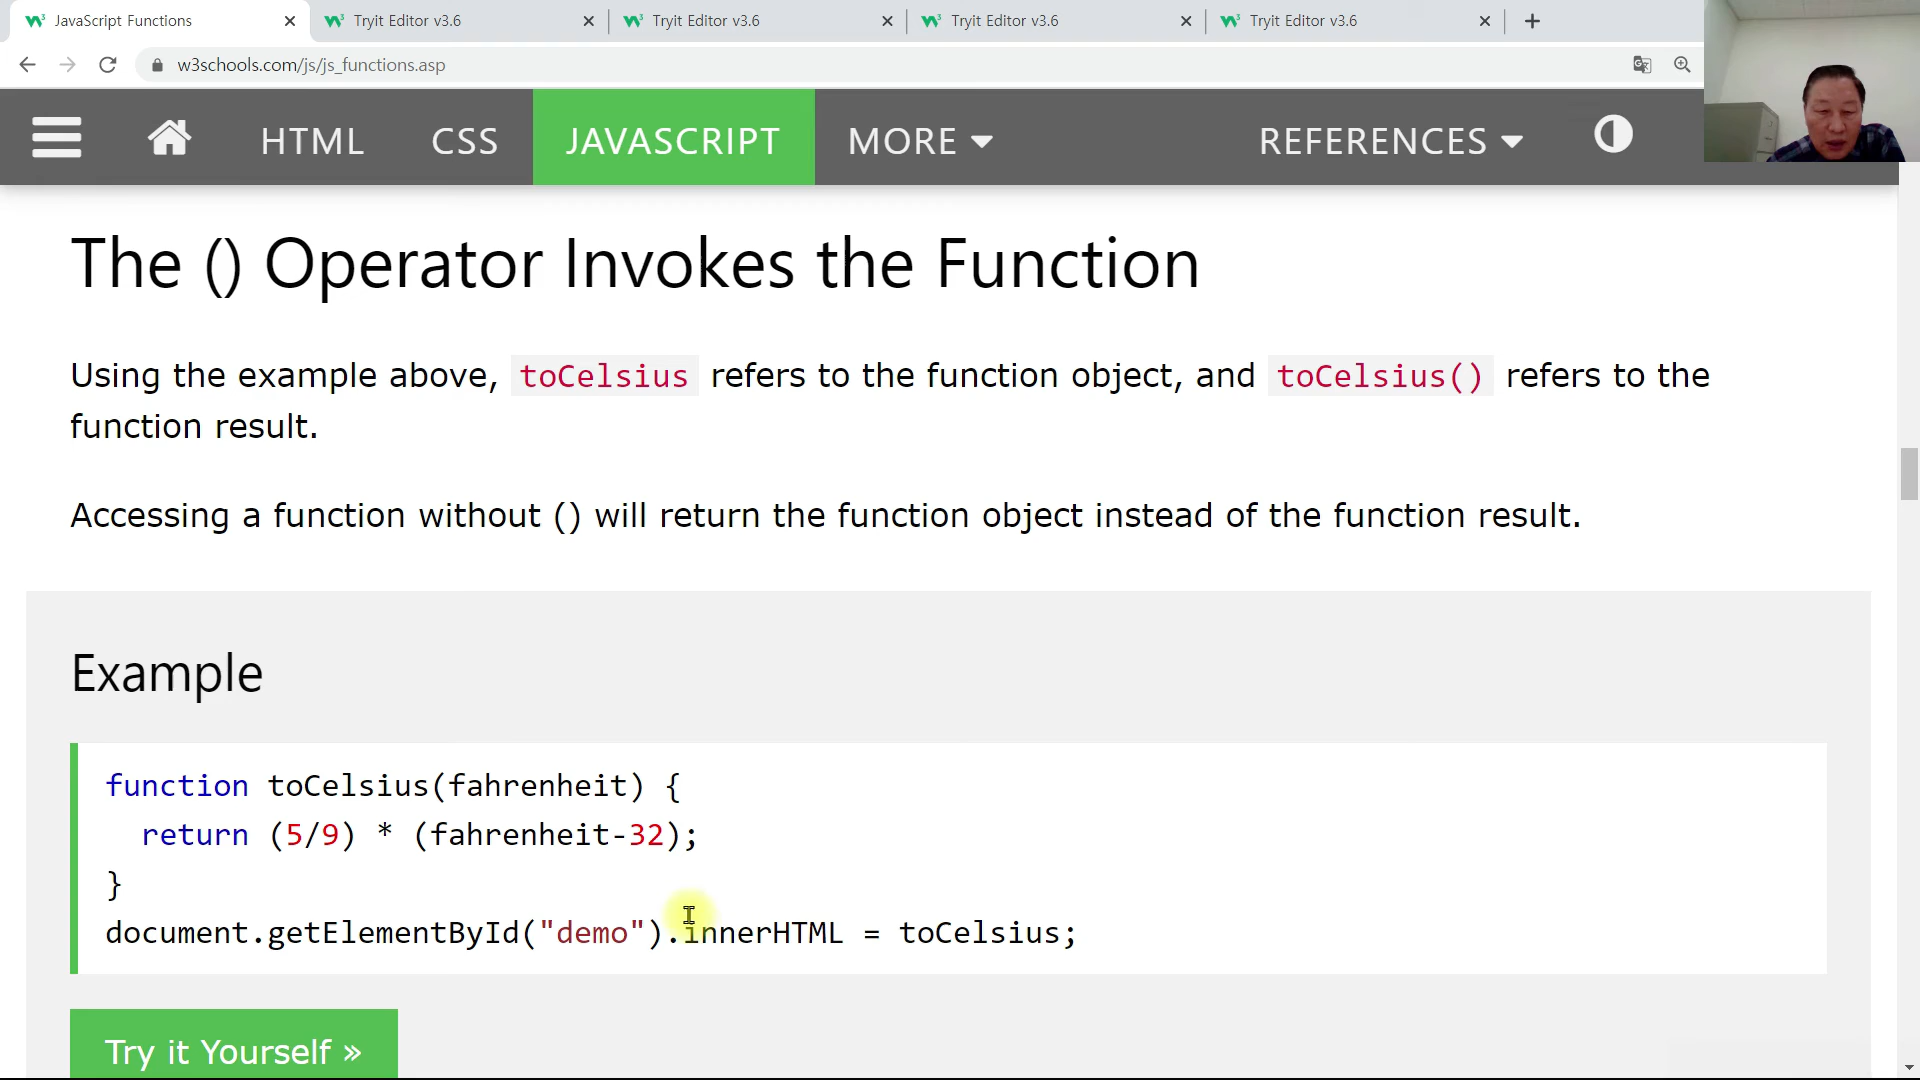 JavaScript Functions
Tryit Editor v3.6
Tryit Editor v3.6
Tryit Editor v3.6
Tryit Editor v3.6
w3schools.com/js/js_functions.asp
HTML
CSS
JAVASCRIPT
MORE
REFERENCES
The () Operator Invokes the Function
Using the example above, toCelsius refers to the function object, and toCelsius() refers to the
function result.
Accessing a function without () will return the function object instead of the function result.
Example
function toCelsius(fahrenheit) {
  return (5/9) * (fahrenheit-32);
}
document.getElementById("demo").innerHTML = toCelsius;
Try it Yourself »